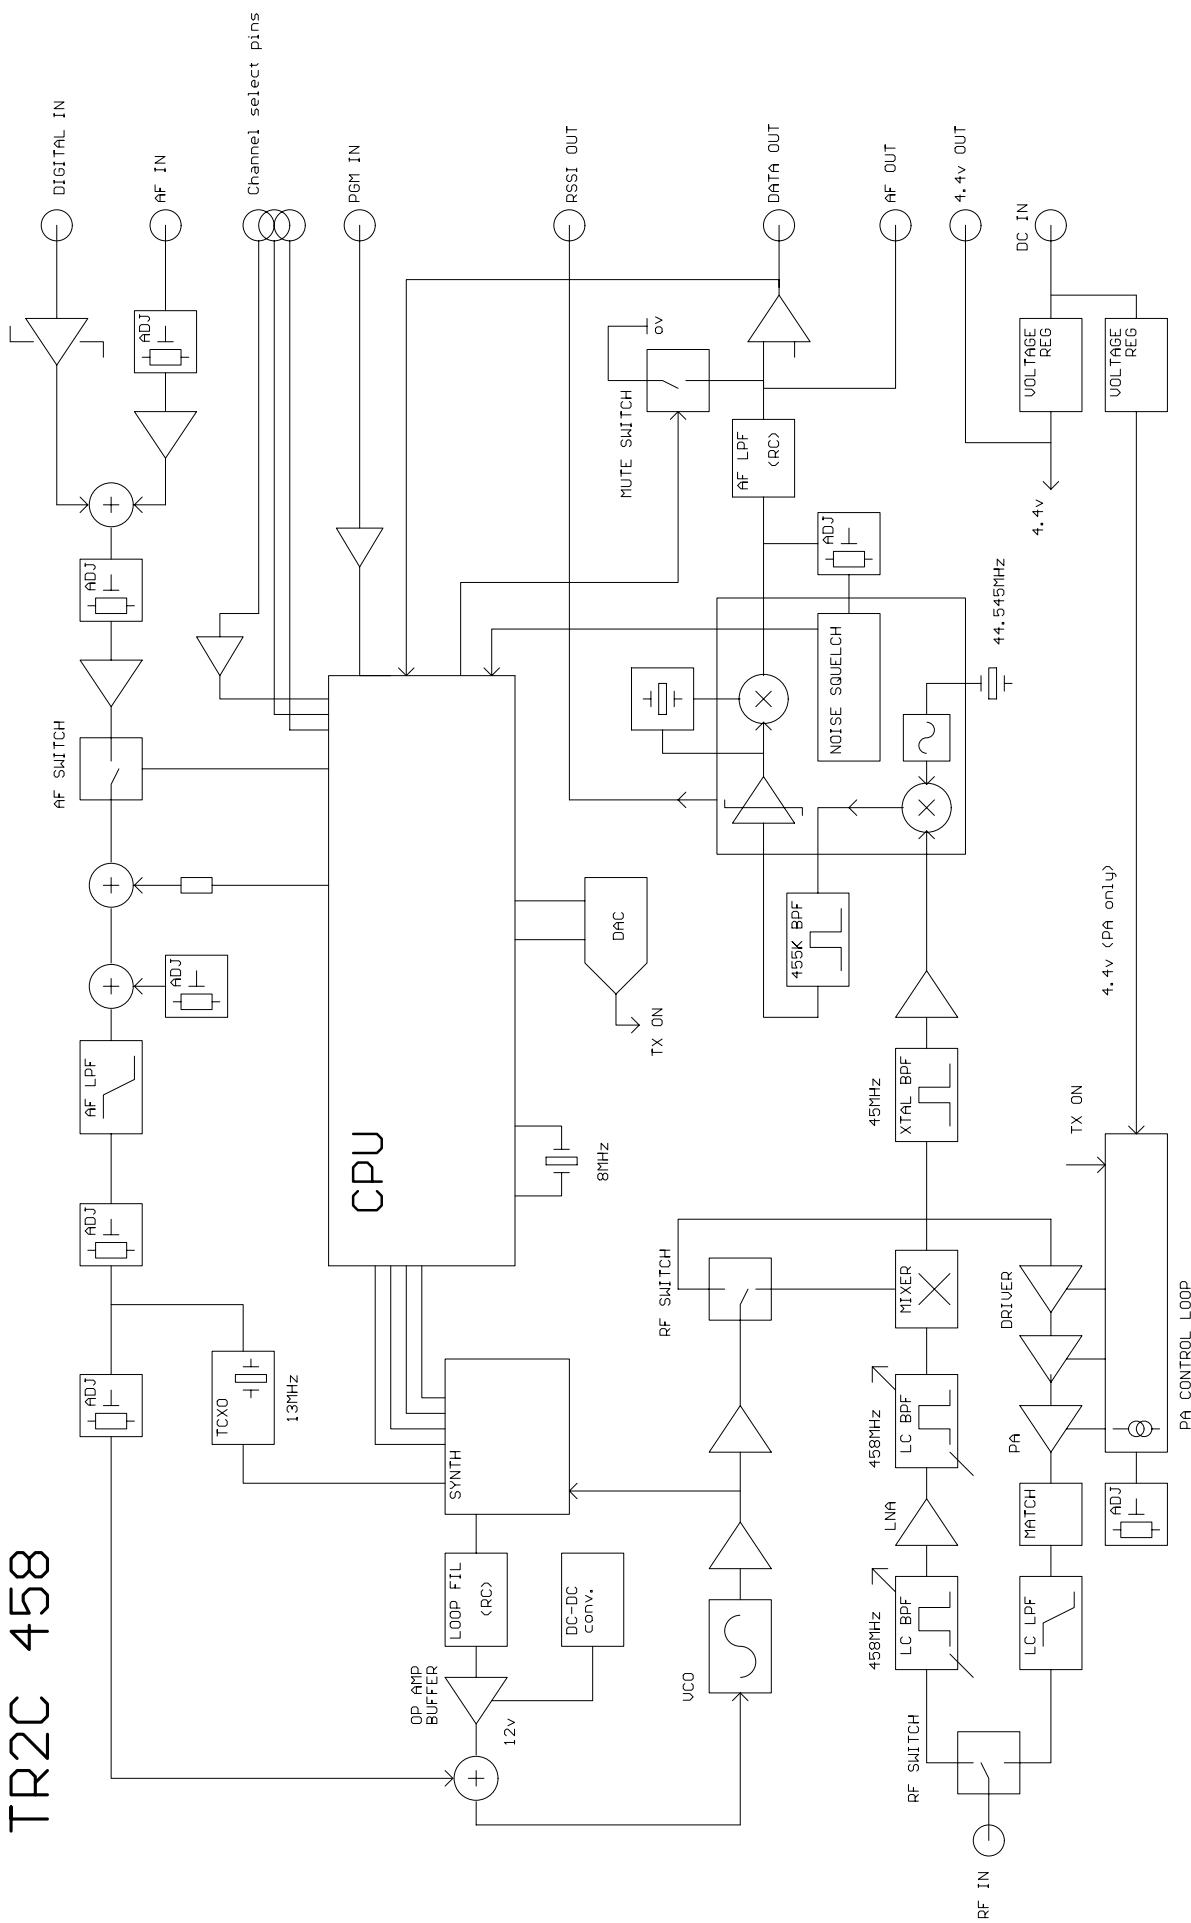 TR2C 458
DIGITAL IN
AF IN
Channel select pins
PGM IN
RSSI OUT
DATA OUT
AF OUT
4.4v OUT
DC IN
ADJ
ADJ
AF SWITCH
ADJ
AF LPF
ADJ
ADJ
TCXO
13MHz
CPU
8MHz
DAC
TX ON
SYNTH
LOOP FIL
(RC)
OP AMP
BUFFER
12v
DC-DC
conv.
VCO
RF SWITCH
MUTE SWITCH
0V
AF LPF
(RC)
ADJ
NOISE SQUELCH
44.545MHz
455K BPF
45MHz
XTAL BPF
MIXER
458MHz
LC BPF
LNA
458MHz
LC BPF
RF SWITCH
RF IN
LC LPF
MATCH
PA
DRIVER
ADJ
PA CONTROL LOOP
TX ON
4.4v (PA only)
4.4v
VOLTAGE
REG
VOLTAGE
REG